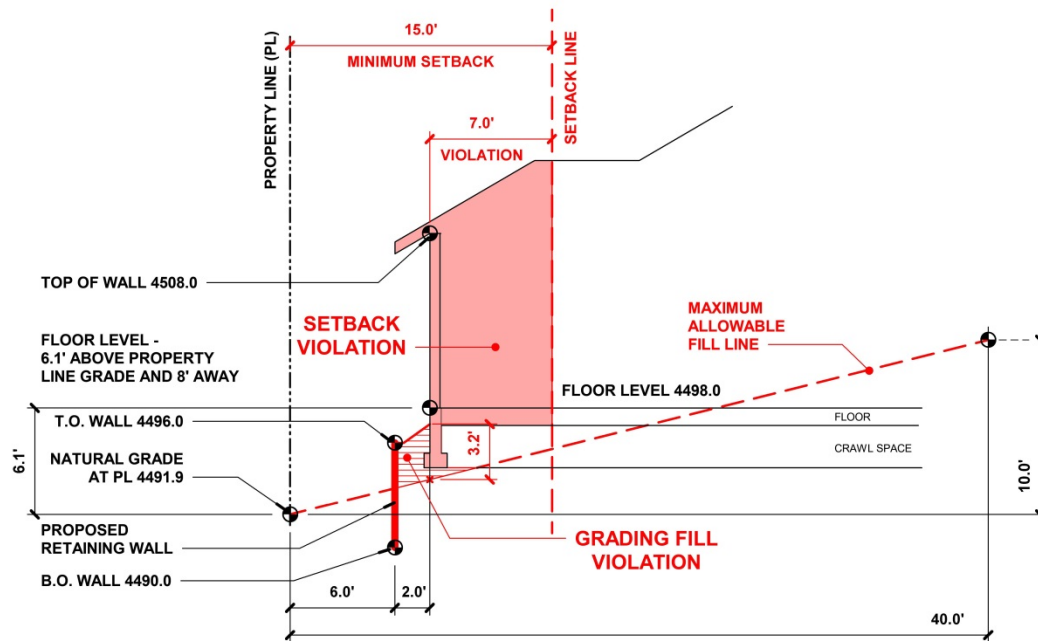 PROPERTY LINE (PL)
15.0'
MINIMUM SETBACK
SETBACK LINE
7.0'
VIOLATION
TOP OF WALL 4508.0
SETBACK
VIOLATION
MAXIMUM
ALLOWABLE
FILL LINE
FLOOR LEVEL -
6.1' ABOVE PROPERTY
LINE GRADE AND 8' AWAY
FLOOR LEVEL 4498.0
FLOOR
T.O. WALL 4496.0
3.2'
CRAWL SPACE
6.1'
NATURAL GRADE
AT PL 4491.9
10.0'
PROPOSED
RETAINING WALL
GRADING FILL
VIOLATION
B.O. WALL 4490.0
6.0'
2.0'
40.0'